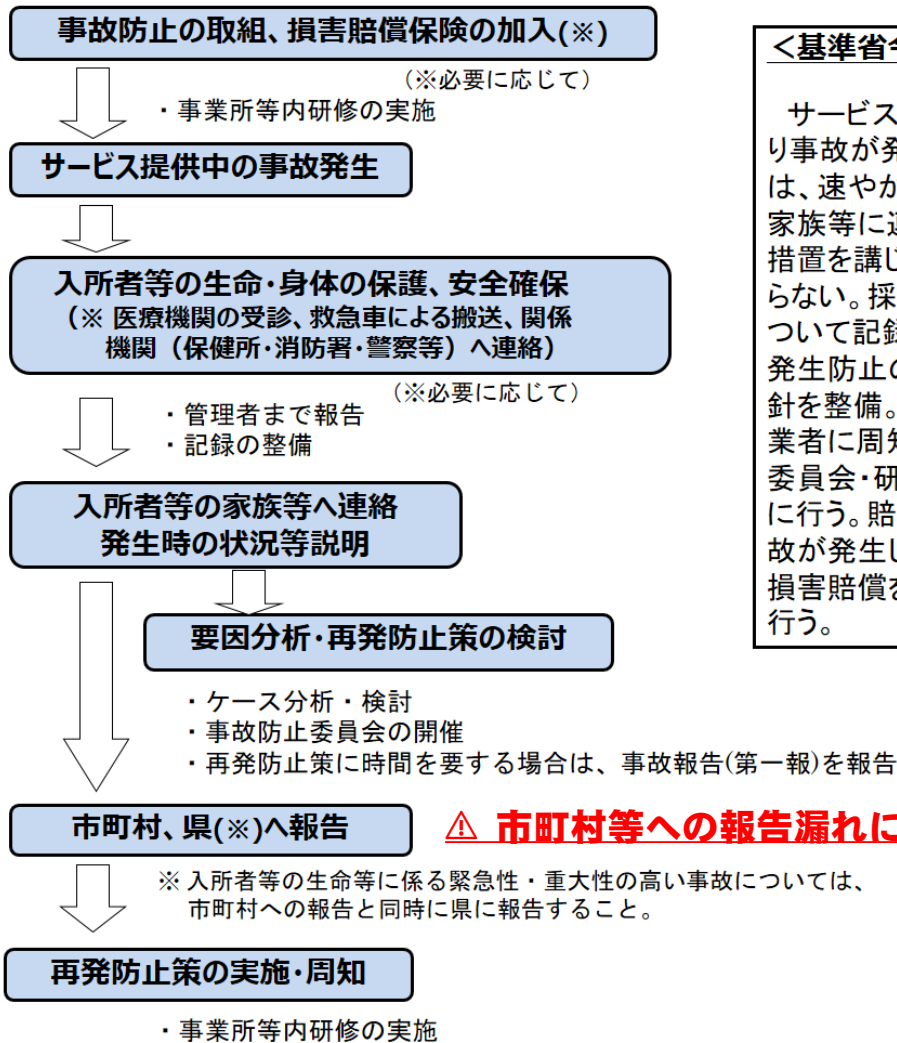 事故防止の取組、損害賠償保険の加入(※)
(※必要に応じて)
・事業所等内研修の実施
サービス提供中の事故発生
入所者等の生命・身体の保護、安全確保
（※ 医療機関の受診、救急車による搬送、関係
機関（保健所・消防署・警察等）へ連絡）
(※必要に応じて)
・管理者まで報告
・記録の整備
入所者等の家族等へ連絡
発生時の状況等説明
要因分析・再発防止策の検討
・ケース分析・検討
・事故防止委員会の開催
・再発防止策に時間を要する場合は、事故報告(第一報)を報告
市町村、県(※)へ報告
⚠ 市町村等への報告漏れに
※ 入所者等の生命等に係る緊急性・重大性の高い事故については、
市町村への報告と同時に県に報告すること。
再発防止策の実施・周知
・事業所等内研修の実施
＜基準省
サービス
り事故が発
は、速やか
家族等に
措置を講じ
らない。採
ついて記録
発生防止の
針を整備。
業者に周知
委員会・研
に行う。賠
故が発生し
損害賠償を
行う。